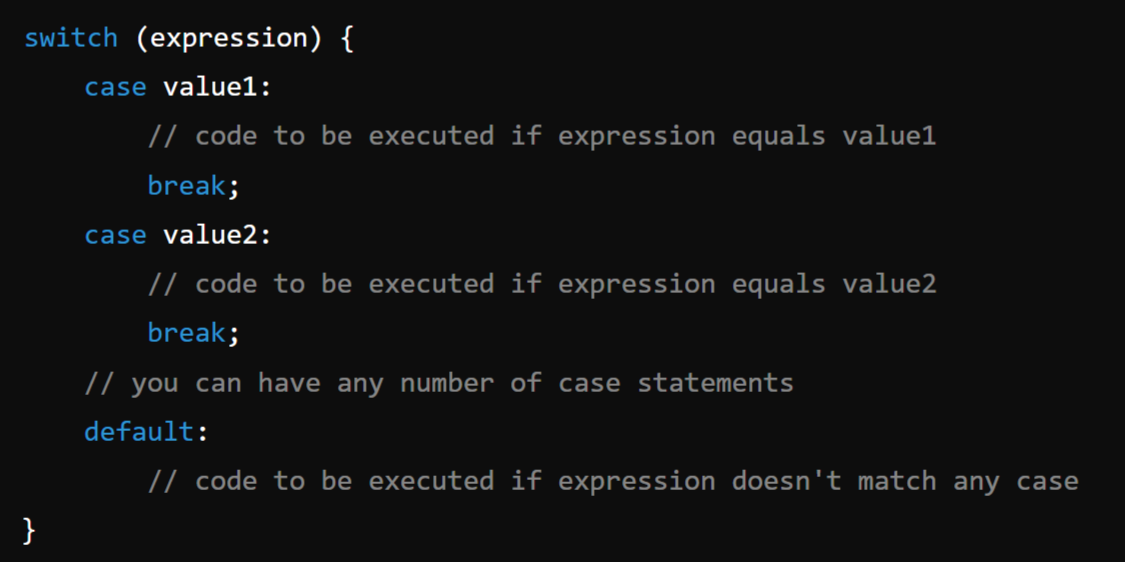 switch (expression) {
    case value1:
        // code to be executed if expression equals value1
        break;
    case value2:
        // code to be executed if expression equals value2
        break;
    // you can have any number of case statements
    default:
        // code to be executed if expression doesn't match any case
}